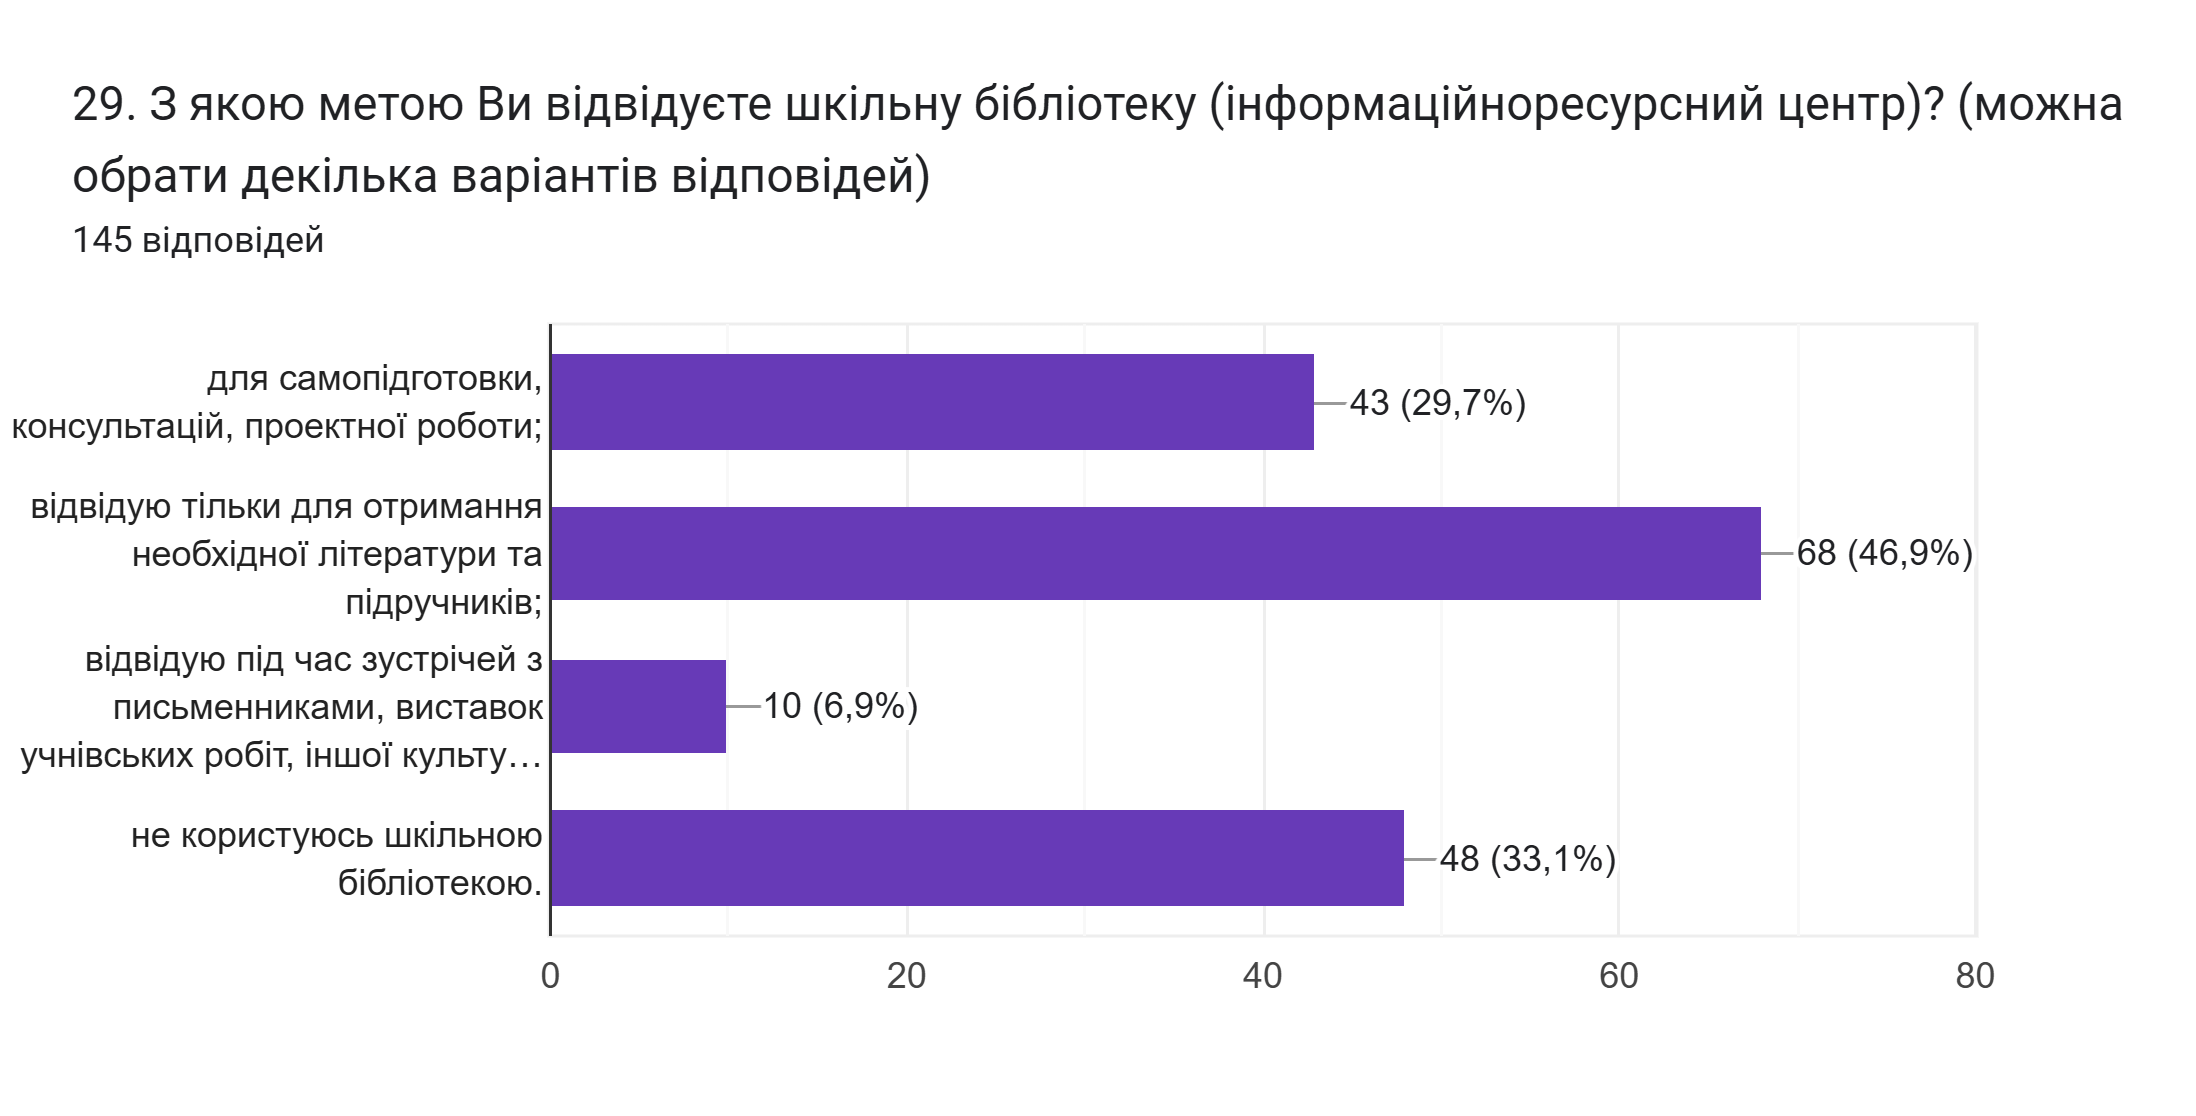 29. З якою метою Ви відвідуєте шкільну бібліотеку (інформаційноресурсний центр)? (можна
обрати декілька варіантів відповідей)
145 відповідей
для самопідготовки,
консультацій, проектної роботи;
43 (29,7%)
відвідую тільки для отримання
необхідної літератури та
підручників;
68 (46,9%)
відвідую під час зустрічей з
письменниками, виставок
учнівських робіт, іншої культу…
10 (6,9%)
не користуюсь шкільною
бібліотекою.
48 (33,1%)
0 20 40 60 80